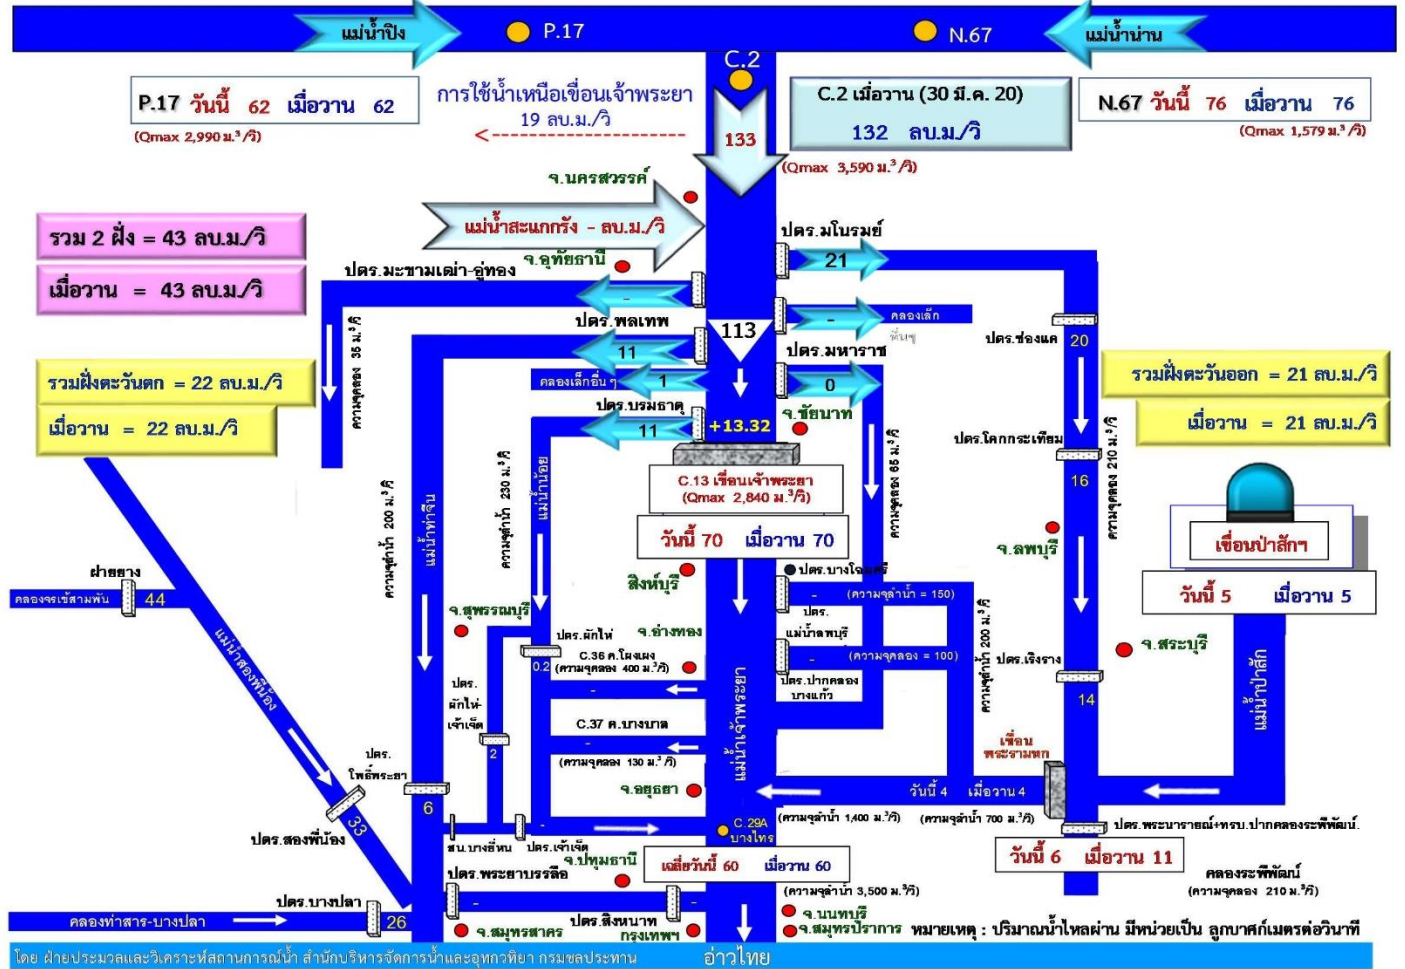 แม่น้ำปิง
P.17
N.67
แม่น้ำน่าน
C.2
P.17 วันนี้ 62 เมื่อวาน 62
(Qmax 2,990 ม.³/วิ)
การใช้น้ำเหนือเขื่อนเจ้าพระยา
19 ลบ.ม./วิ
133
C.2 เมื่อวาน (30 มี.ค. 20)
132 ลบ.ม./วิ
(Qmax 3,590 ม.³/วิ)
N.67 วันนี้ 76 เมื่อวาน 76
(Qmax 1,579 ม.³/วิ)
จ.นครสวรรค์
แม่น้ำสะแกกรัง - ลบ.ม./วิ
รวม 2 ฝั่ง = 43 ลบ.ม./วิ
เมื่อวาน = 43 ลบ.ม./วิ
จ.อุทัยธานี
ปตร.มะขามเฒ่า-อู่ทอง
-
ปตร.มโนรมย์
21
-
คลองเล็ก
อื่นๆ
ปตร.พลเทพ
11
113
ปตร.มหาราช
0
คลองเล็กอื่นๆ
1
ปตร.บรมธาตุ
11
+13.32
จ.ชัยนาท
ปตร.ช่องแค
20
ความจุคลอง 35 ม.³/วิ
รวมฝั่งตะวันตก = 22 ลบ.ม./วิ
เมื่อวาน = 22 ลบ.ม./วิ
รวมฝั่งตะวันออก = 21 ลบ.ม./วิ
เมื่อวาน = 21 ลบ.ม./วิ
ปตร.โคกกระเทียม
16
ความจุคลอง 210 ม.³/วิ
ความจุคลอง 65 ม.³/วิ
C.13 เขื่อนเจ้าพระยา
(Qmax 2,840 ม.³/วิ)
วันนี้ 70 เมื่อวาน 70
ความจุลำน้ำ 200 ม.³/วิ
แม่น้ำท่าจีน
ความจุลำน้ำ 230 ม.³/วิ
แม่น้ำน้อย
จ.ลพบุรี
เขื่อนป่าสักฯ
วันนี้ 5 เมื่อวาน 5
สิงห์บุรี
ปตร.บางโฉมศรี
(ความจุลำน้ำ = 150)
-
ปตร.
แม่น้ำลพบุรี
(ความจุคลอง = 100)
-
ปตร.ปากคลอง
บางแก้ว
ความจุลำน้ำ 200 ม.³/วิ
ฝายยาง
คลองจรเข้สามพัน
44
แม่น้ำสองพี่น้อง
จ.สุพรรณบุรี
จ.อ่างทอง
ปตร.ผักไห่
0.2
C.36 ค.โผงเผง
(ความจุคลอง 400 ม.³/วิ)
-
ปตร.
ผักไห่-
เจ้าเจ็ด
2
C.37 ค.บางบาล
-
(ความจุคลอง 130 ม.³/วิ)
แม่น้ำเจ้าพระยา
จ.สระบุรี
ปตร.เริงราง
14
แม่น้ำป่าสัก
เขื่อน
พระรามหก
ปตร.
โพธิ์พระยา
6
จ.อยุธยา
วันนี้ 4 เมื่อวาน 4
(ความจุลำน้ำ 1,400 ม.³/วิ)
(ความจุลำน้ำ 700 ม.³/วิ)
33
ปตร.สองพี่น้อง
สน.บางยี่หน
ปตร.เจ้าเจ็ด
-
C.29A
บางไทร
ปตร.พระนารายณ์+ทรบ.ปากคลองระพีพัฒน์.
วันนี้ 6 เมื่อวาน 11
คลองระพีพัฒน์
(ความจุคลอง 210 ม.³/วิ)
จ.ปทุมธานี
เฉลี่ยวันนี้ 60 เมื่อวาน 60
(ความจุลำน้ำ 3,500 ม.³/วิ)
ปตร.พระยาบรรลือ
-
-
ปตร.สิงหนาท
ปตร.บางปลา
คลองท่าสาร-บางปลา
26
จ.สมุทรสาคร
กรุงเทพฯ
จ.นนทบุรี
จ.สมุทรปราการ
หมายเหตุ : ปริมาณน้ำไหลผ่าน มีหน่วยเป็น ลูกบาศก์เมตรต่อวินาที
โดย ฝ่ายประมวลและวิเคราะห์สถานการณ์น้ำ สำนักบริหารจัดการน้ำและอุทกวิทยา กรมชลประทาน
อ่าวไทย